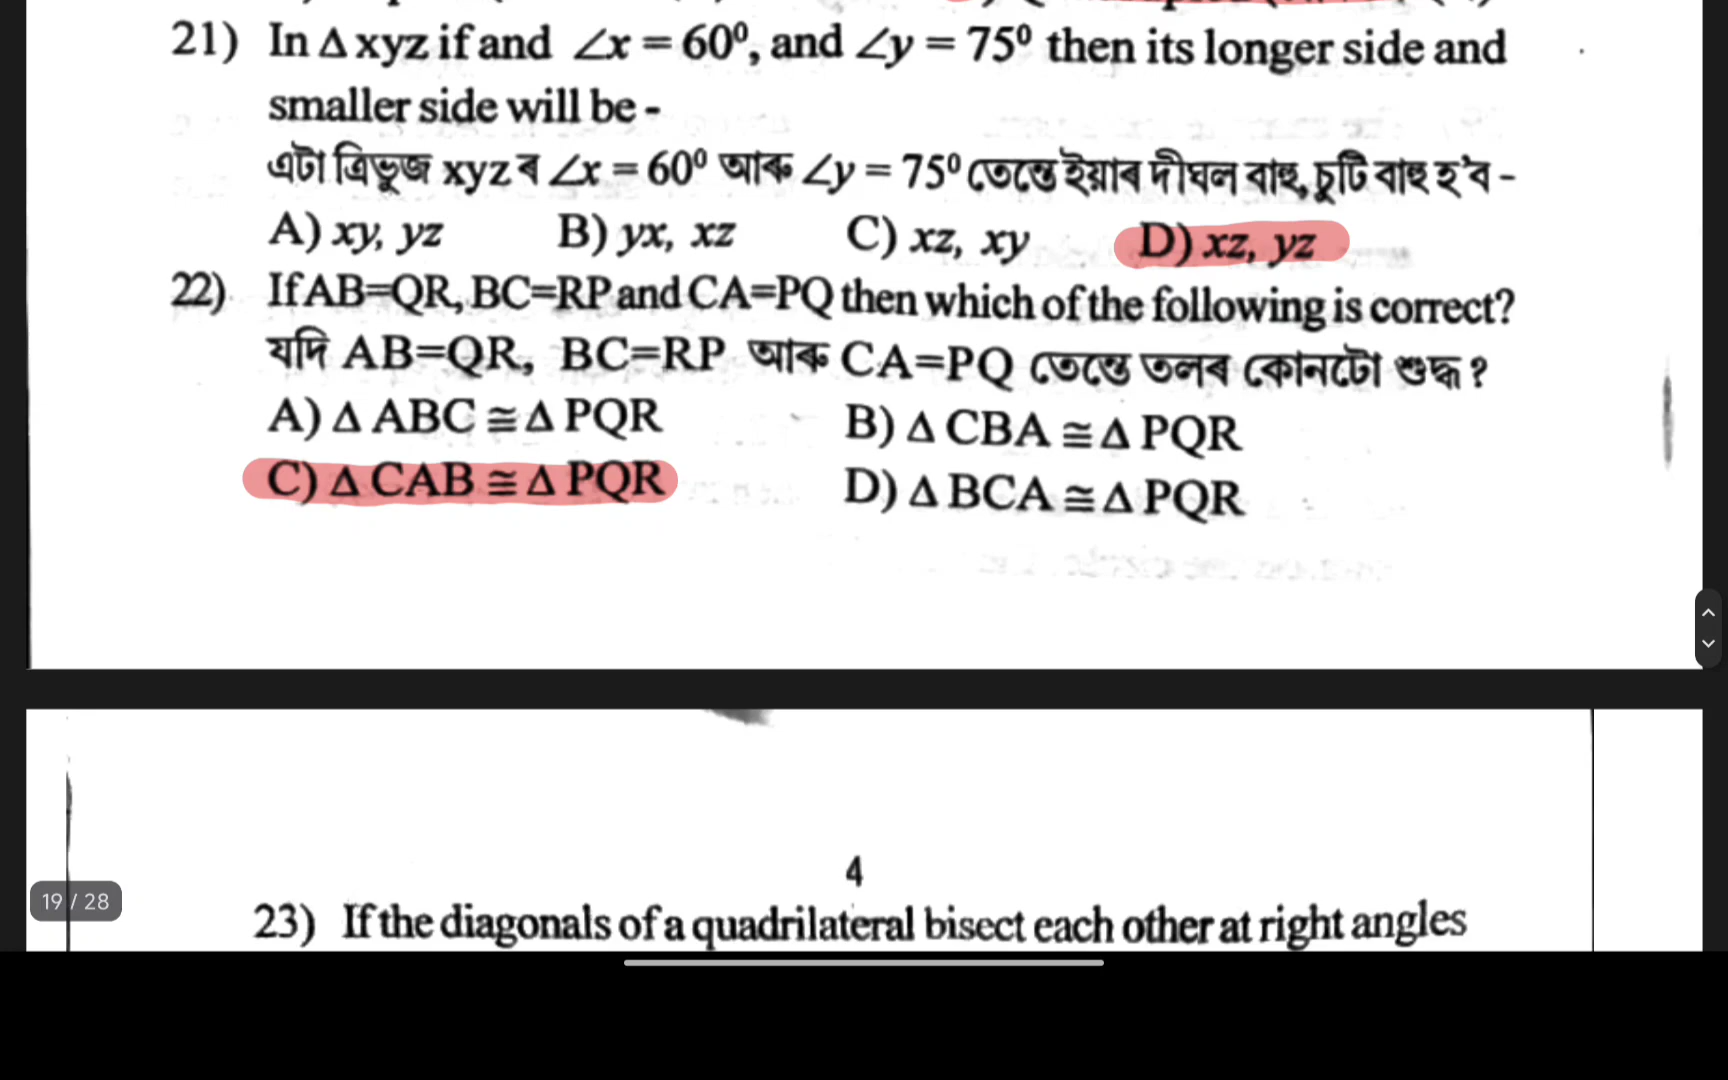 21) In Δ xyz if and ∠x = 60⁰, and ∠y = 75⁰ then its longer side and
smaller side will be -
এটা ত্ৰিভূজ xyz ৰ ∠x = 60⁰ আৰু ∠y = 75⁰ তেন্তে ইয়াৰ দীঘল বাহু, চুটি বাহু হ'ব -
A) xy, yz B) yx, xz C) xz, xy D) xz, yz
22) If AB=QR, BC=RP and CA=PQ then which of the following is correct?
যদি AB=QR, BC=RP আৰু CA=PQ তেন্তে তলৰ কোনটো শুদ্ধ ?
A) Δ ABC ≅ Δ PQR B) Δ CBA ≅ Δ PQR
C) Δ CAB ≅ Δ PQR D) Δ BCA ≅ Δ PQR
4
19 / 28
23) If the diagonals of a quadrilateral bisect each other at right angles